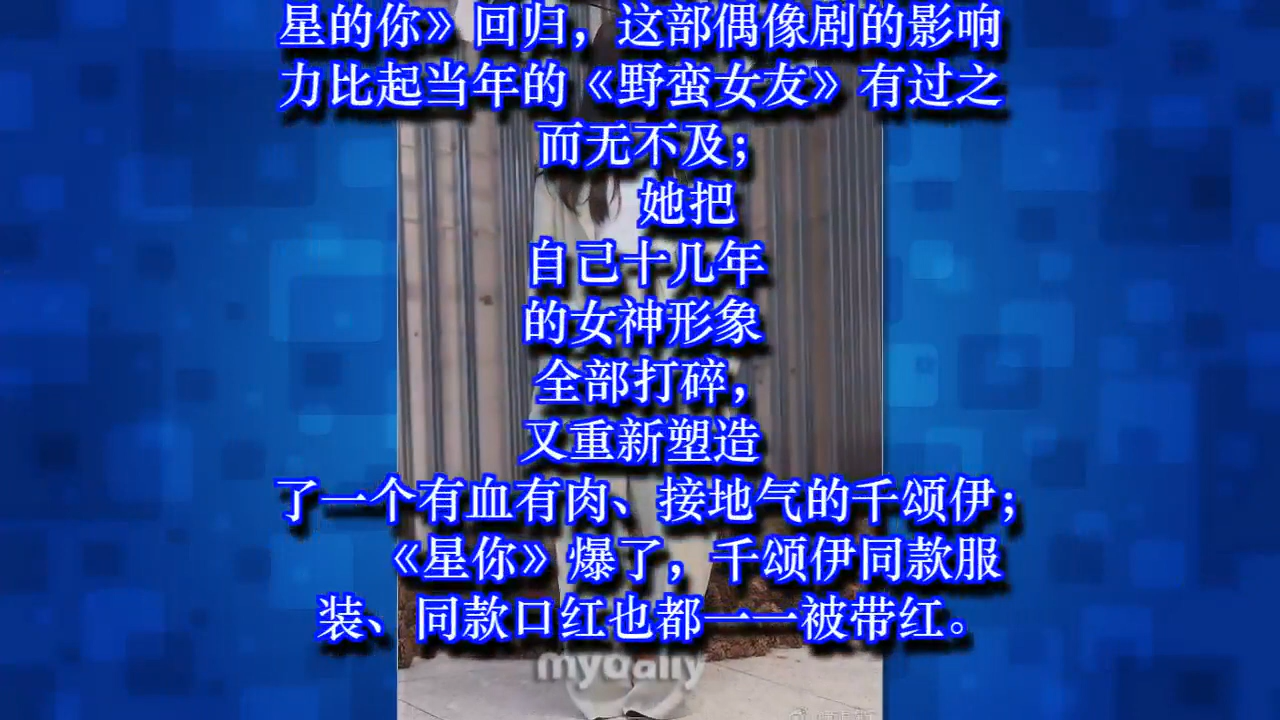 星的你》回归，这部偶像剧的影响
力比起当年的《野蛮女友》有过之
而无不及；
她把
自己十几年
的女神形象
全部打碎，
又重新塑造
了一个有血有肉、接地气的千颂伊；
《星你》爆了，千颂伊同款服
装、同款口红也都一一被带红。
mydaily